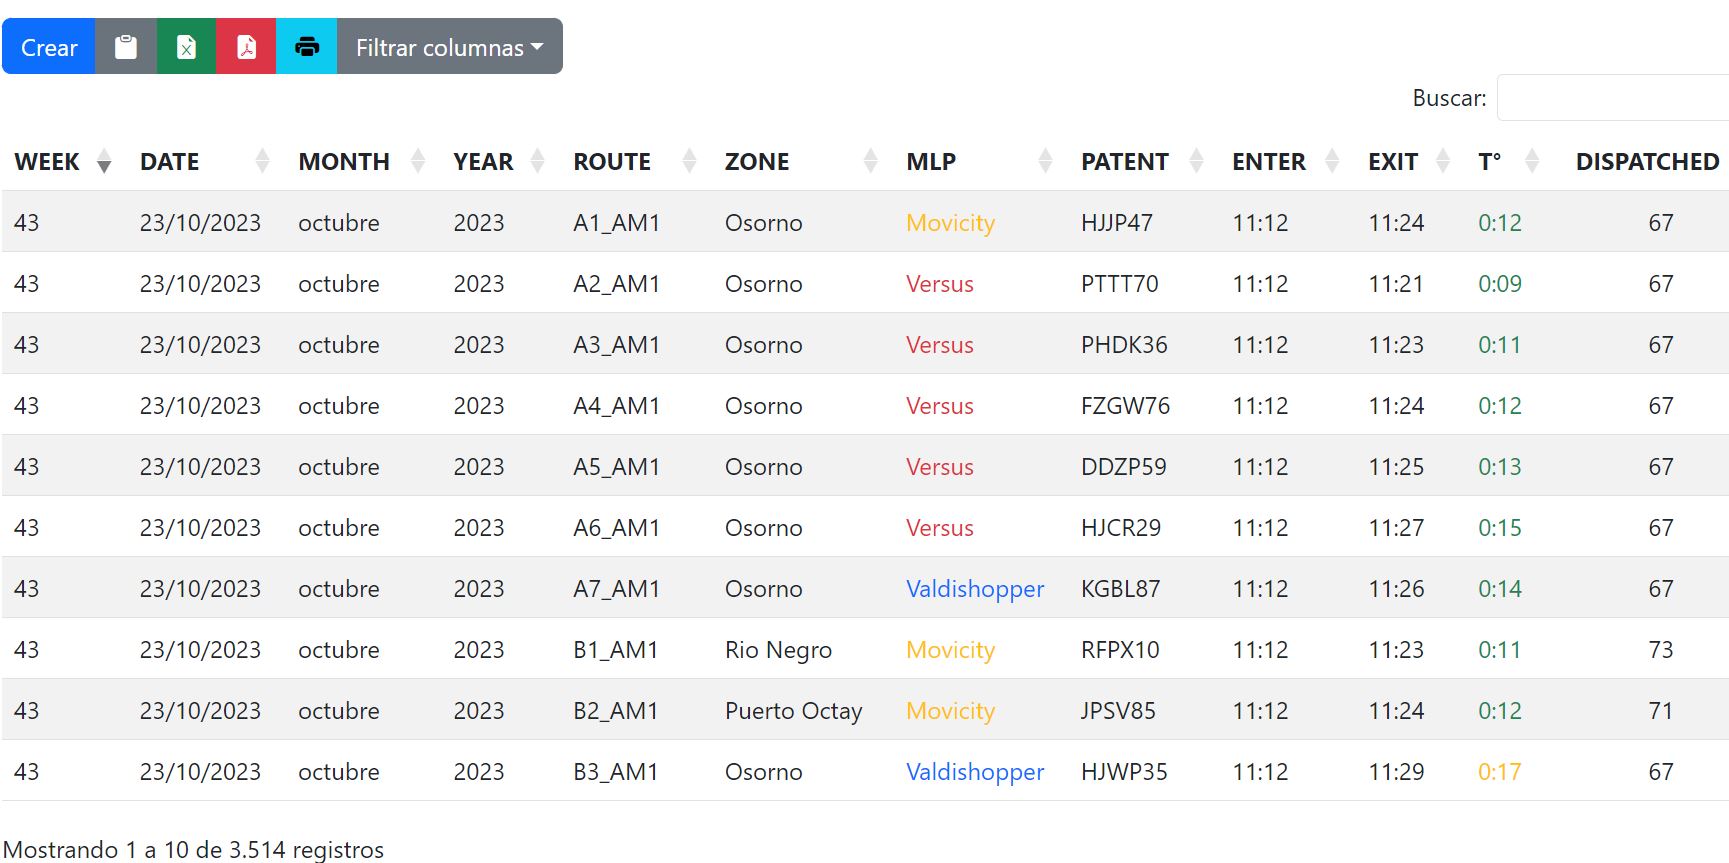 Crear Filtrar columnas
Buscar:
WEEK DATE MONTH YEAR ROUTE ZONE MLP PATENT ENTER EXIT T° DISPATCHED
43 23/10/2023 octubre 2023 A1_AM1 Osorno Movicity HJJP47 11:12 11:24 0:12 67
43 23/10/2023 octubre 2023 A2_AM1 Osorno Versus PTTT70 11:12 11:21 0:09 67
43 23/10/2023 octubre 2023 A3_AM1 Osorno Versus PHDK36 11:12 11:23 0:11 67
43 23/10/2023 octubre 2023 A4_AM1 Osorno Versus FZGW76 11:12 11:24 0:12 67
43 23/10/2023 octubre 2023 A5_AM1 Osorno Versus DDZP59 11:12 11:25 0:13 67
43 23/10/2023 octubre 2023 A6_AM1 Osorno Versus HJCR29 11:12 11:27 0:15 67
43 23/10/2023 octubre 2023 A7_AM1 Osorno Valdishopper KGBL87 11:12 11:26 0:14 67
43 23/10/2023 octubre 2023 B1_AM1 Rio Negro Movicity RFPX10 11:12 11:23 0:11 73
43 23/10/2023 octubre 2023 B2_AM1 Puerto Octay Movicity JPSV85 11:12 11:24 0:12 71
43 23/10/2023 octubre 2023 B3_AM1 Osorno Valdishopper HJWP35 11:12 11:29 0:17 67
Mostrando 1 a 10 de 3.514 registros